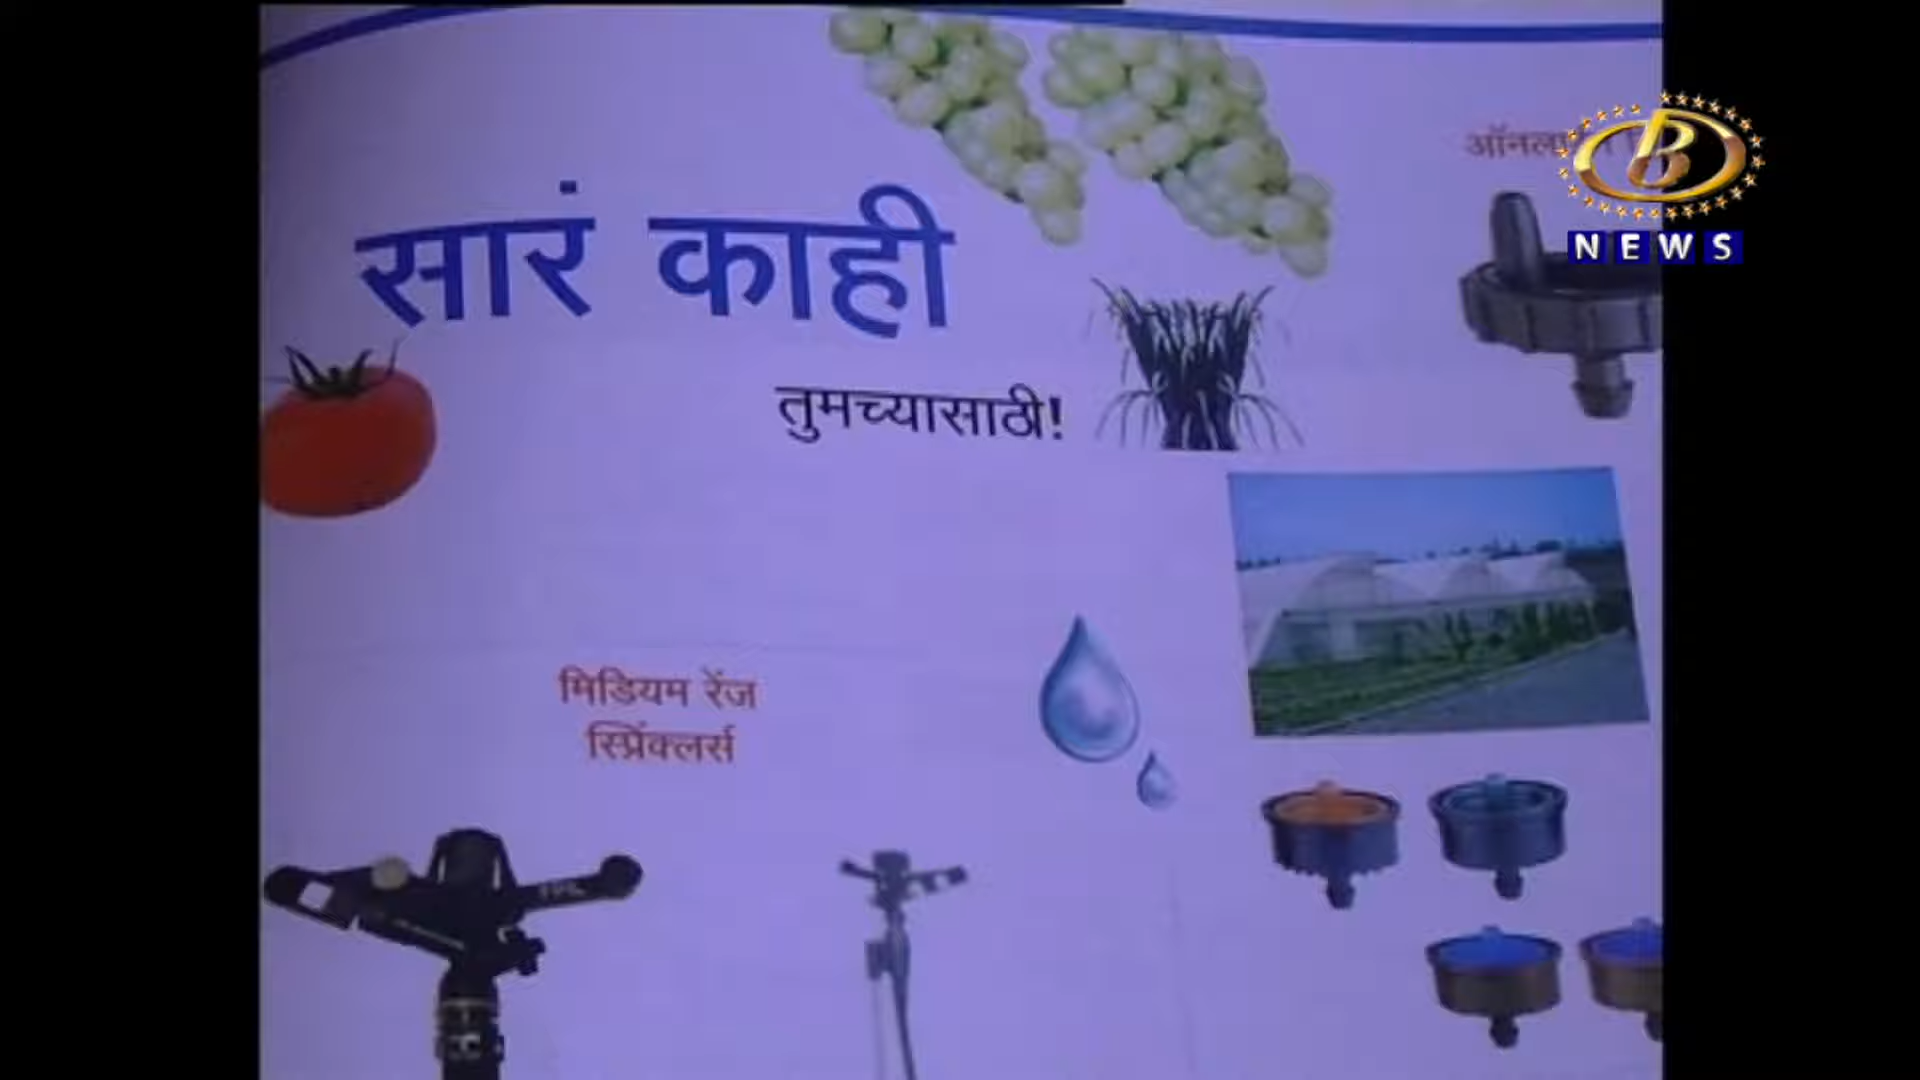 सारं काही
तुमच्यासाठी!
मिडियम रेंज
स्प्रिंक्लर्स
B
NEWS